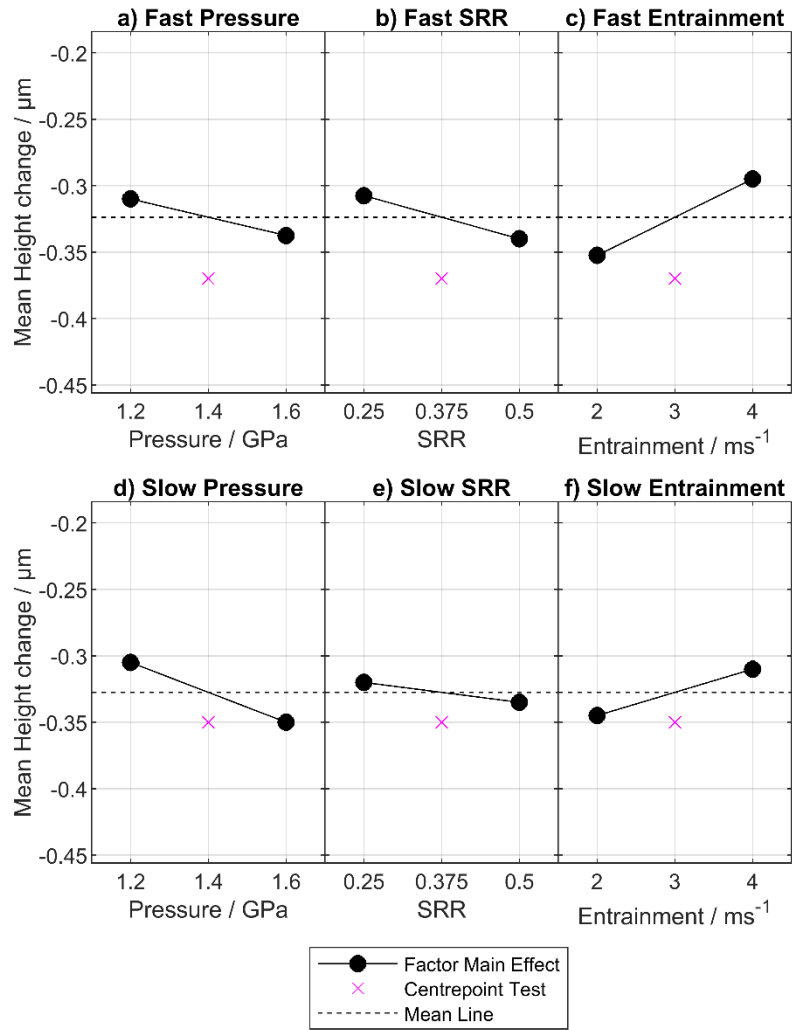 a) Fast Pressure
b) Fast SRR
c) Fast Entrainment
Mean Height change / µm
-0.2
-0.25
-0.3
-0.35
-0.4
-0.45
1.2 1.4 1.6
0.25 0.375 0.5
2 3 4
Pressure / GPa
SRR
Entrainment / ms⁻¹
d) Slow Pressure
e) Slow SRR
f) Slow Entrainment
Mean Height change / µm
-0.2
-0.25
-0.3
-0.35
-0.4
-0.45
1.2 1.4 1.6
0.25 0.375 0.5
2 3 4
Pressure / GPa
SRR
Entrainment / ms⁻¹
Factor Main Effect
Centrepoint Test
Mean Line